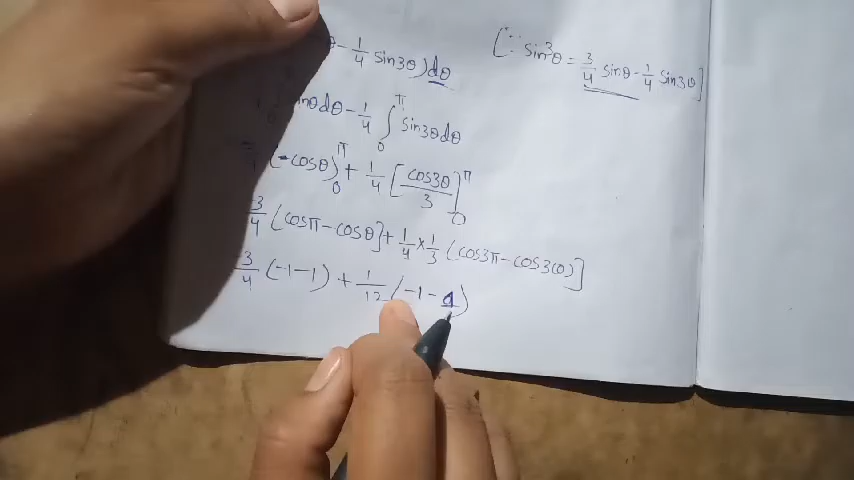 θ - 1/4 sin3θ) dθ
[∵ sin³θ = 3/4 sinθ - 1/4 sin3θ]
inθdθ - 1/4 ∫₀^π sin3θdθ
(-cosθ)₀^π + 1/4 [cos3θ/3]₀^π
3/4 (cosπ - cosθ] + 1/4 × 1/3 (cos3π - cos3(0)]
3/4 (-1-1) + 1/12 (-1-1)